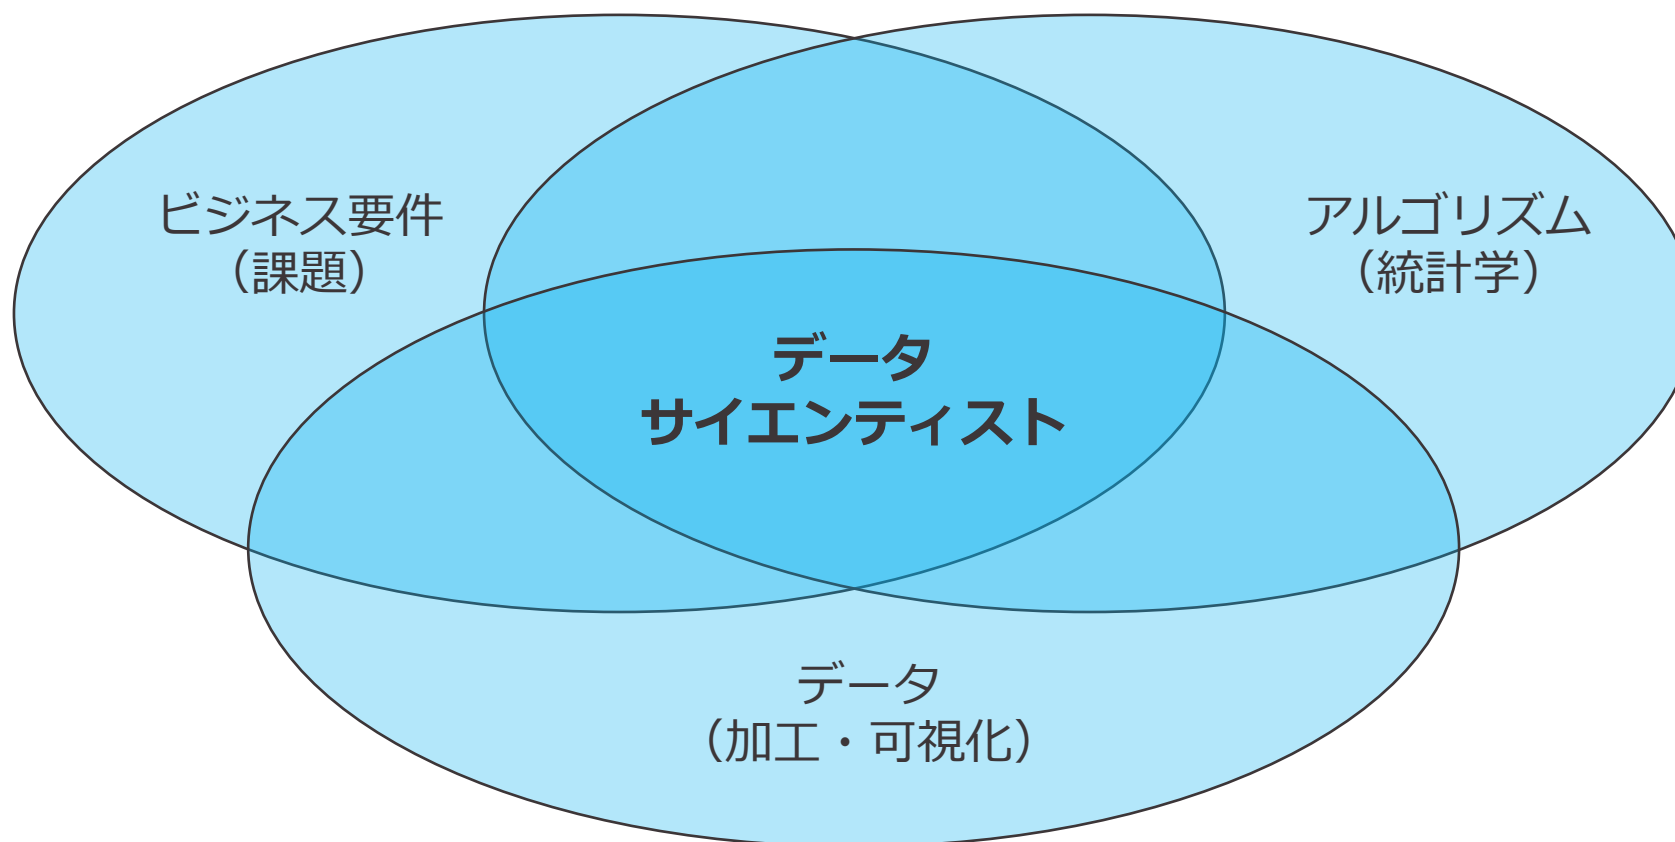 ビジネス要件
（課題）
アルゴリズム
（統計学）
データ
サイエンティスト
データ
（加工・可視化）